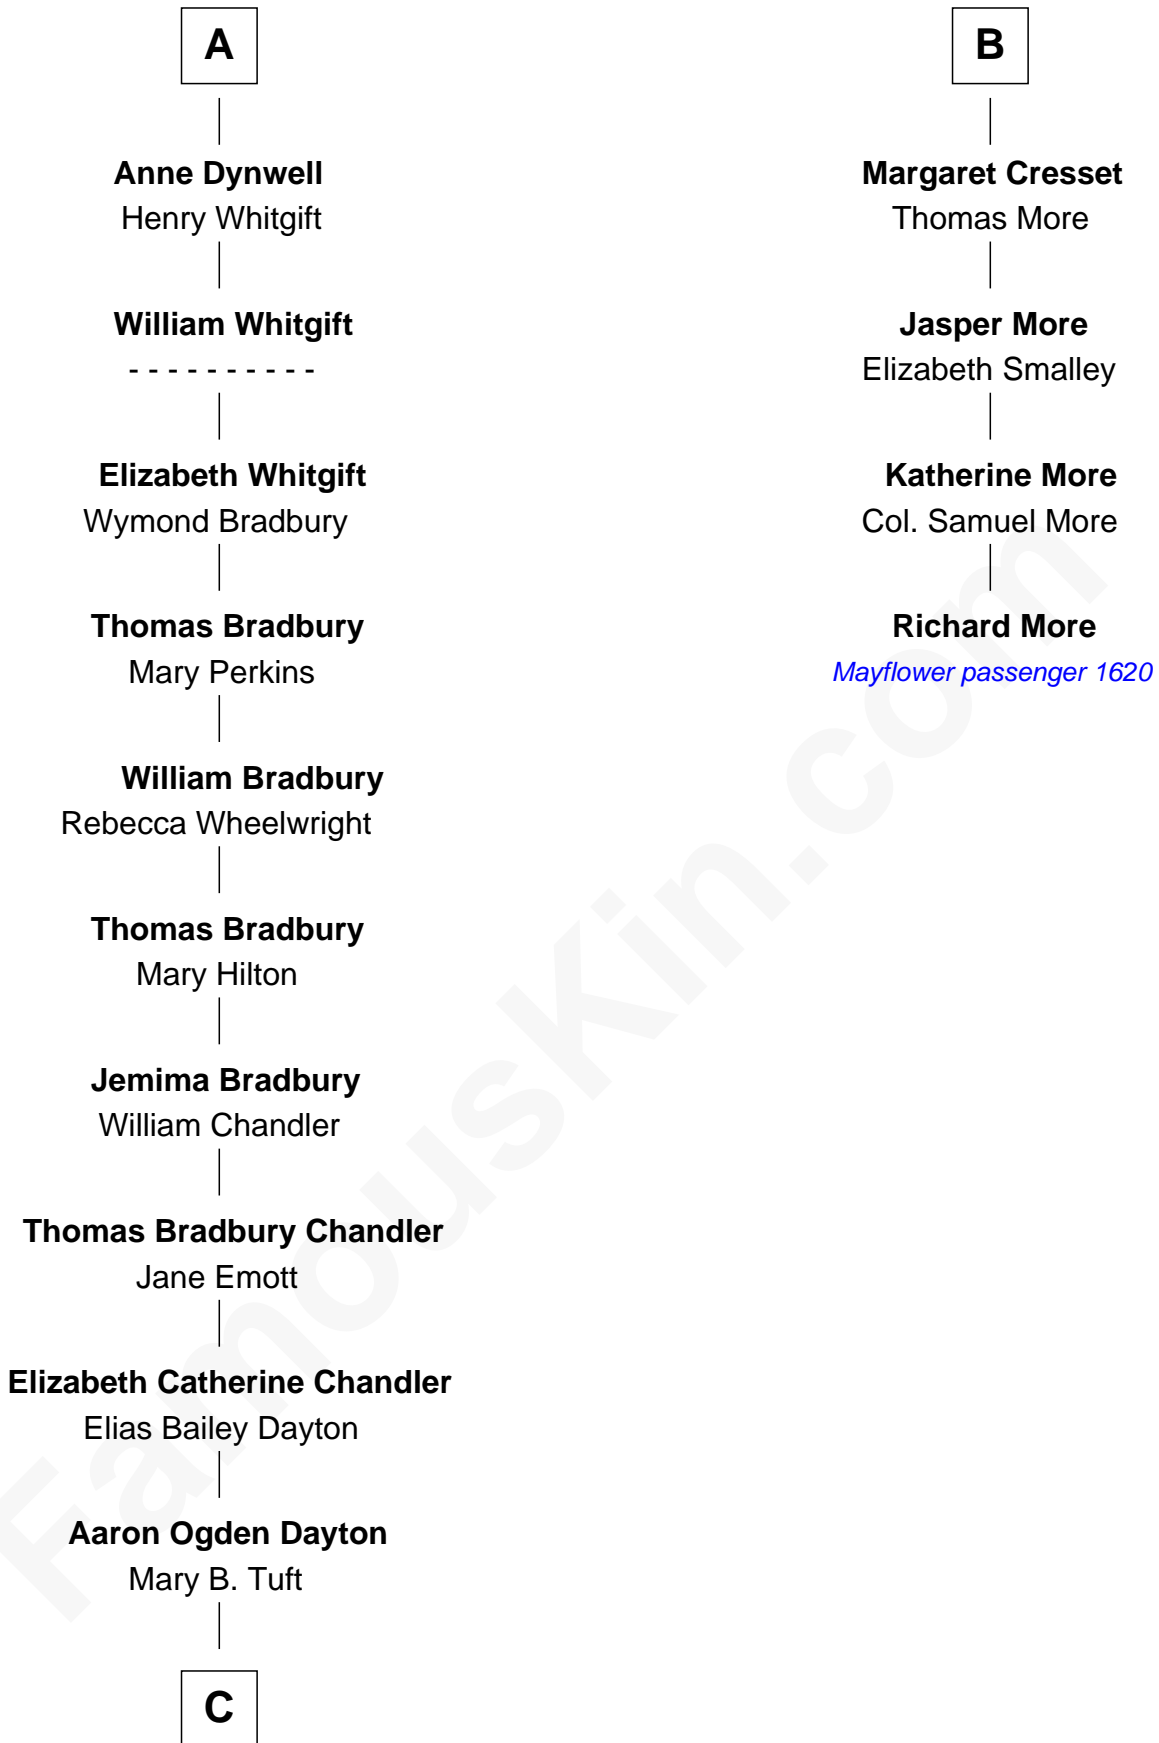 A
Anne Dynwell
Henry Whitgift
William Whitgift
- - - - - - - - - -
Elizabeth Whitgift
Wymond Bradbury
Thomas Bradbury
Mary Perkins
William Bradbury
Rebecca Wheelwright
Thomas Bradbury
Mary Hilton
Jemima Bradbury
William Chandler
Thomas Bradbury Chandler
Jane Emott
Elizabeth Catherine Chandler
Elias Bailey Dayton
Aaron Ogden Dayton
Mary B. Tuft
C
B
Margaret Cresset
Thomas More
Jasper More
Elizabeth Smalley
Katherine More
Col. Samuel More
Richard More
Mayflower passenger 1620
FamousKin.com